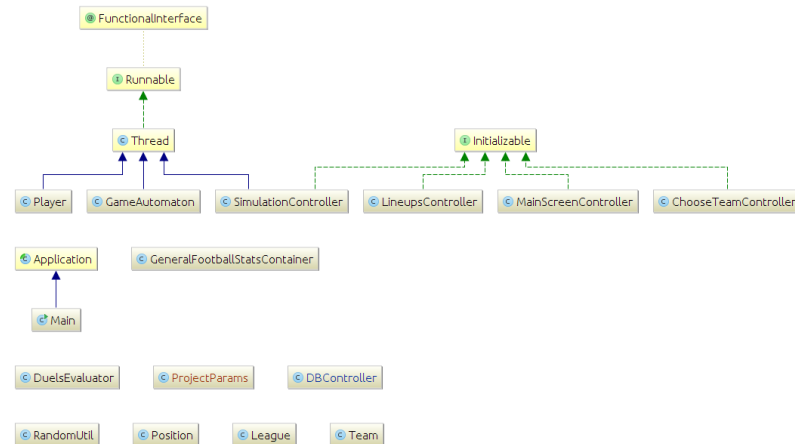 @ FunctionalInterface
I Runnable
C Thread
I Initializable
C Player
C GameAutomaton
C SimulationController
C LineupsController
C MainScreenController
C ChooseTeamController
C Application
C GeneralFootballStatsContainer
C Main
C DuelsEvaluator
C ProjectParams
C DBController
C RandomUtil
C Position
C League
C Team